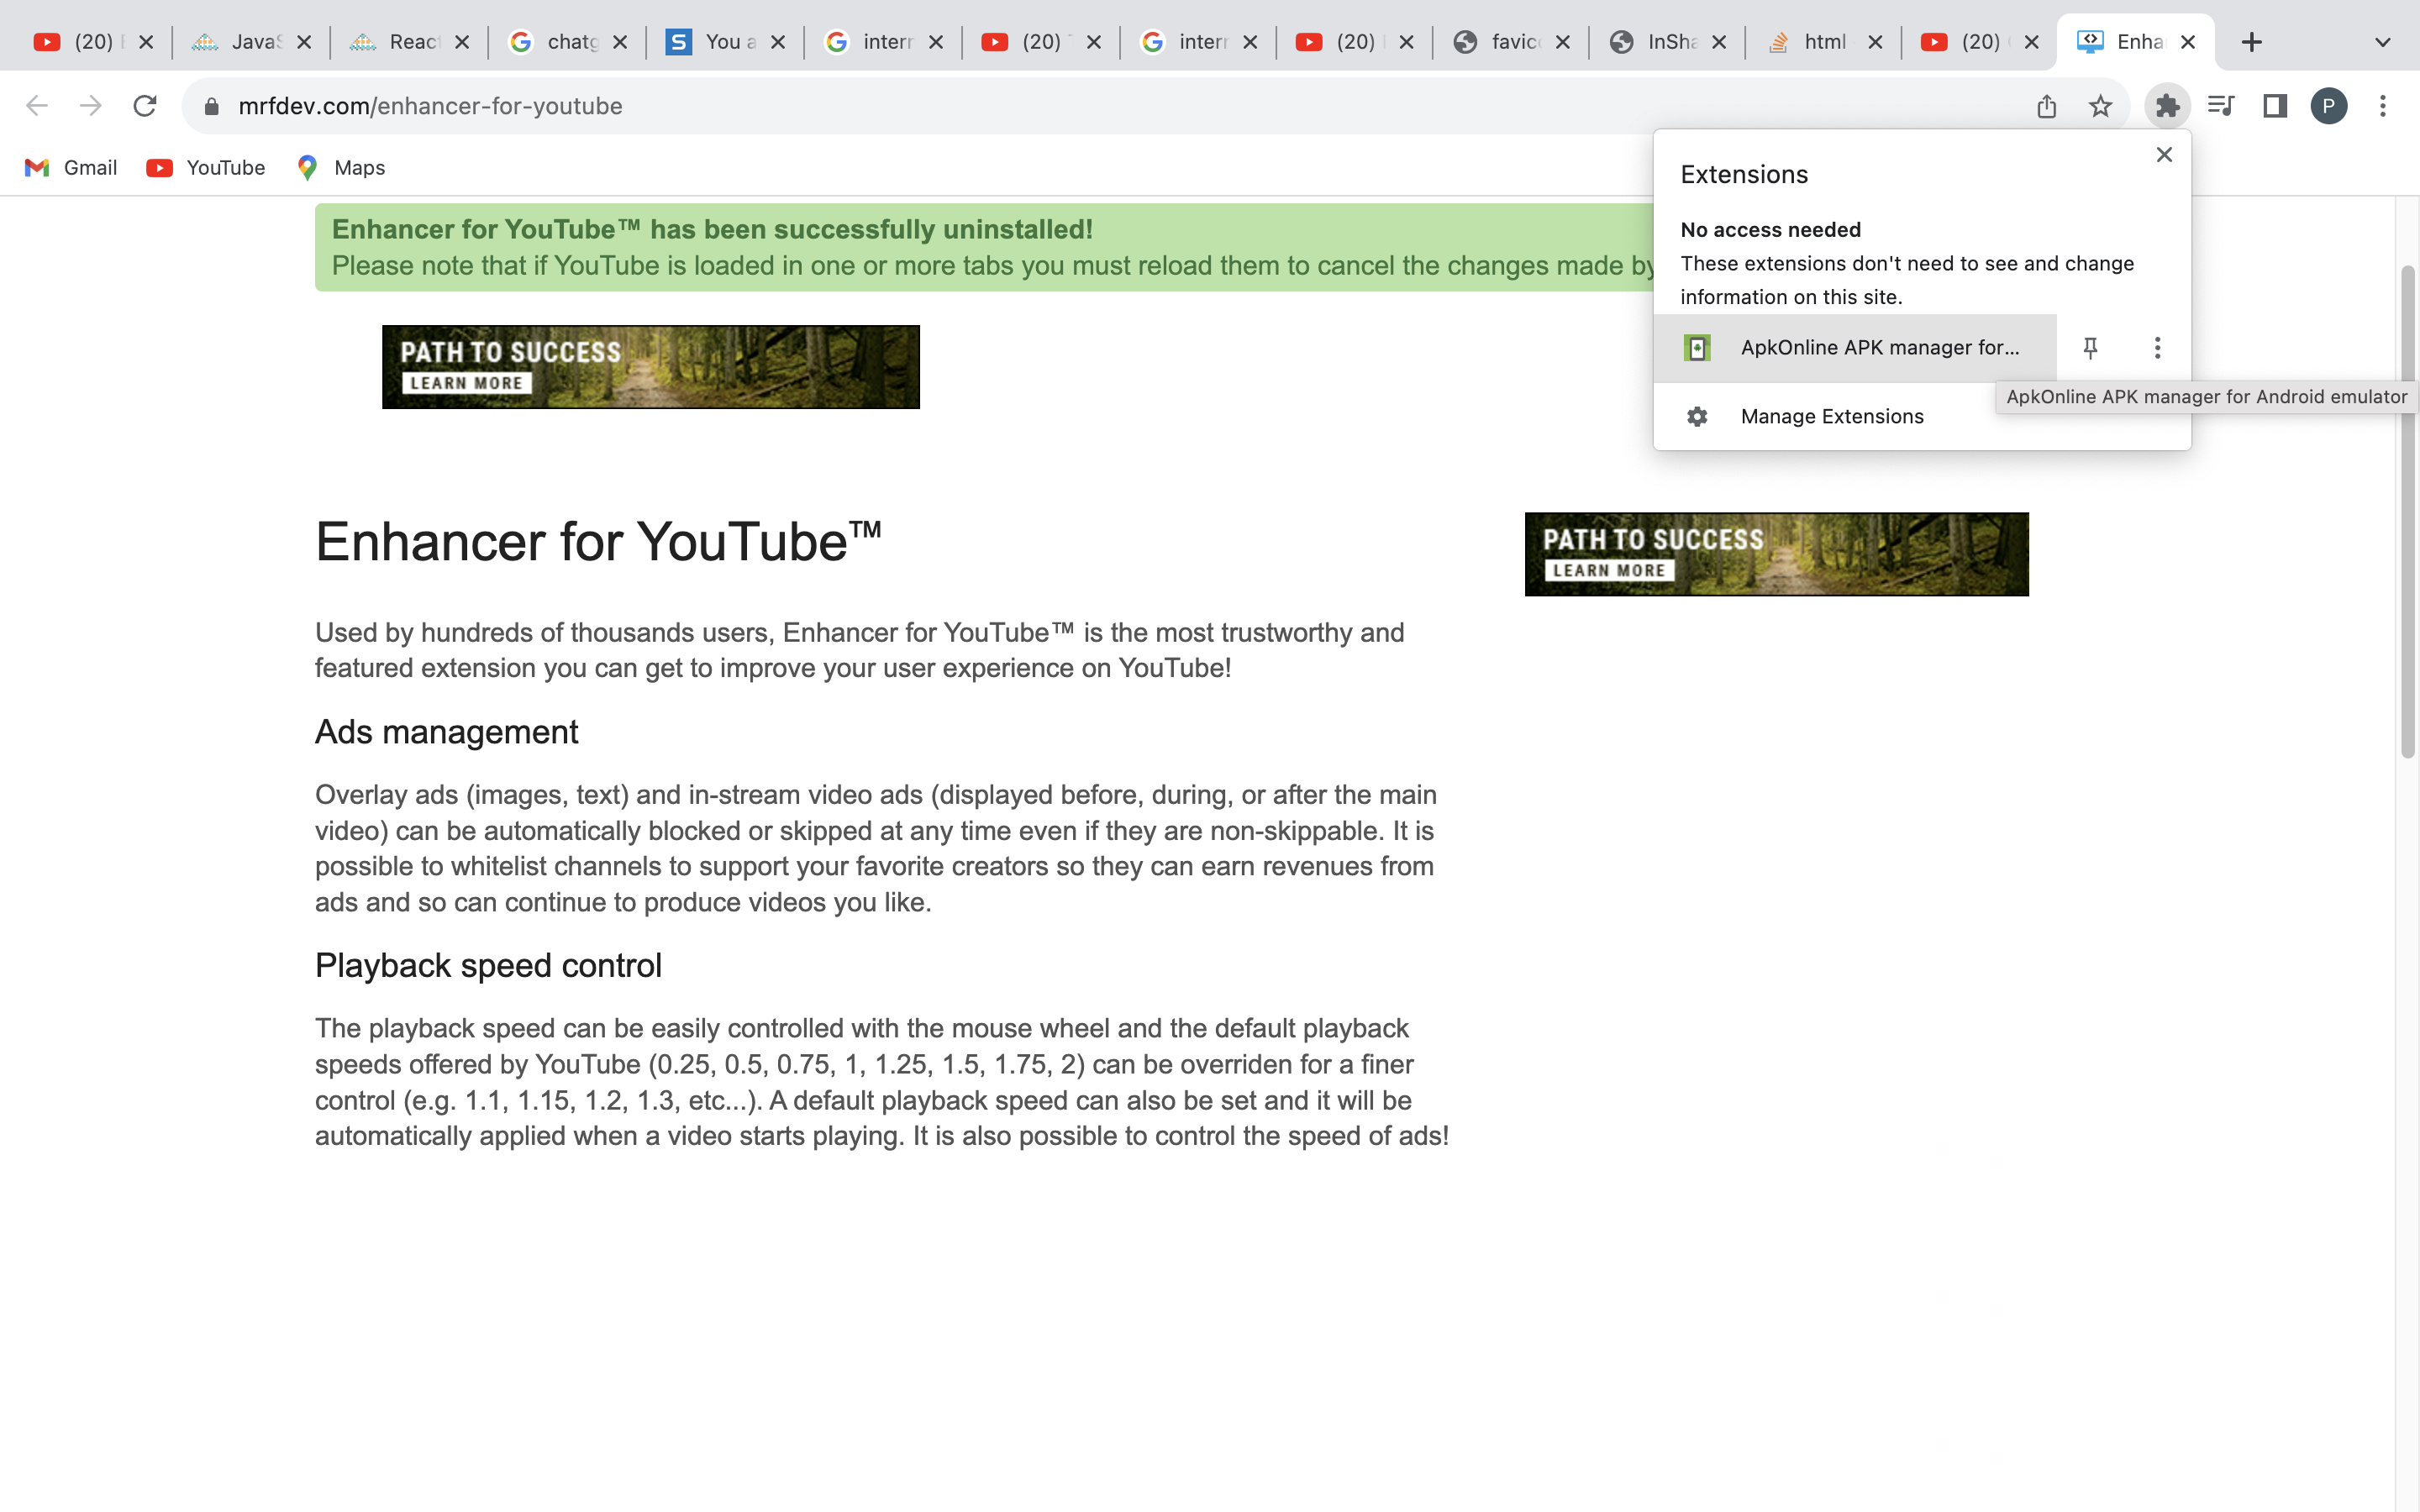 (20)
JavaS
React
chatg
You a
interr
(20)
interr
(20)
favico
InSha
html
(20)
Enha
mrfdev.com/enhancer-for-youtube
P
Gmail
YouTube
Maps
Enhancer for YouTube™ has been successfully uninstalled!
Please note that if YouTube is loaded in one or more tabs you must reload them to cancel the changes made by
Extensions
No access needed
These extensions don't need to see and change
information on this site.
ApkOnline APK manager for...
ApkOnline APK manager for Android emulator
Manage Extensions
PATH TO SUCCESS
LEARN MORE
Enhancer for YouTube™
PATH TO SUCCESS
LEARN MORE
Used by hundreds of thousands users, Enhancer for YouTube™ is the most trustworthy and
featured extension you can get to improve your user experience on YouTube!
Ads management
Overlay ads (images, text) and in-stream video ads (displayed before, during, or after the main
video) can be automatically blocked or skipped at any time even if they are non-skippable. It is
possible to whitelist channels to support your favorite creators so they can earn revenues from
ads and so can continue to produce videos you like.
Playback speed control
The playback speed can be easily controlled with the mouse wheel and the default playback
speeds offered by YouTube (0.25, 0.5, 0.75, 1, 1.25, 1.5, 1.75, 2) can be overriden for a finer
control (e.g. 1.1, 1.15, 1.2, 1.3, etc...). A default playback speed can also be set and it will be
automatically applied when a video starts playing. It is also possible to control the speed of ads!